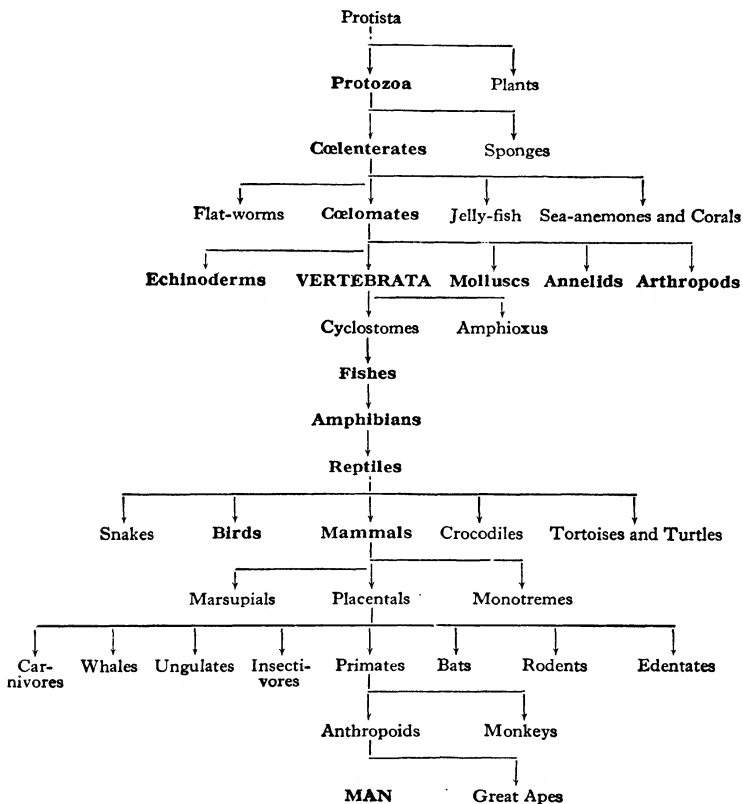 Protista
Protozoa Plants
Cœlenterates Sponges
Flat-worms Cœlomates Jelly-fish Sea-anemones and Corals
Echinoderms VERTEBRATA Molluscs Annelids Arthropods
Cyclostomes Amphioxus
Fishes
Amphibians
Reptiles
Snakes Birds Mammals Crocodiles Tortoises and Turtles
Marsupials Placentals Monotremes
Car- Whales Ungulates Insecti- Primates Bats Rodents Edentates
nivores vores
Anthropoids Monkeys
MAN Great Apes